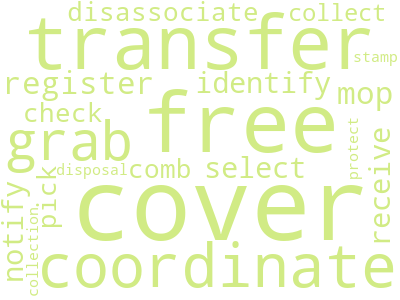 disassociate
collect
transfer
stamp
register
identify
mop
check
free
grab
protect
receive
disposal
comb
select
pick
notify
collection
cover
coordinate